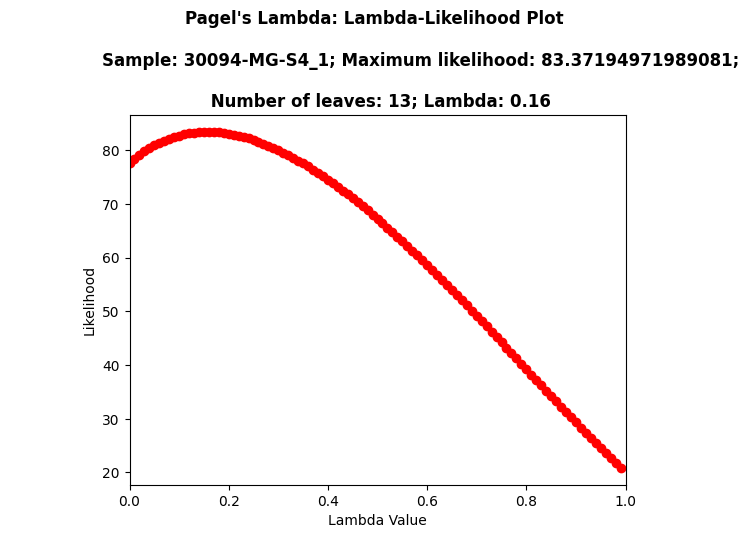 Pagel's Lambda: Lambda-Likelihood Plot
Sample: 30094-MG-S4_1; Maximum likelihood: 83.37194971989081;
Number of leaves: 13; Lambda: 0.16
80
70
60
50
40
30
20
Likelihood
0.0 0.2 0.4 0.6 0.8 1.0
Lambda Value